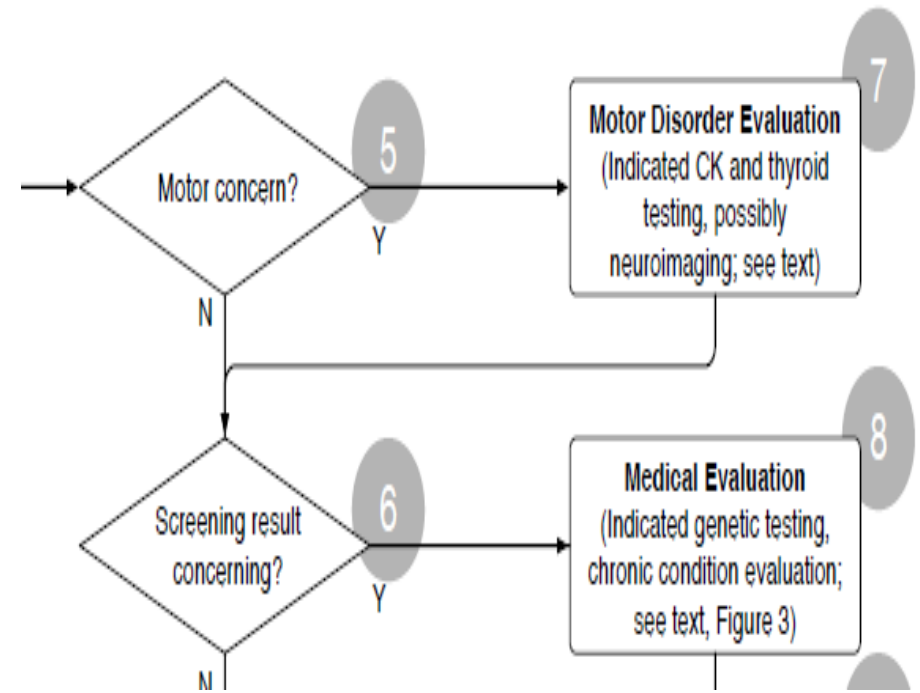 7
5
Motor Disorder Evaluation
(Indicated CK and thyroid
testing, possibly
neuroimaging; see text)
Motor concern?
Y
N
8
6
Medical Evaluation
(Indicated genetic testing,
chronic condition evaluation;
see text, Figure 3)
Screening result
concerning?
Y
N